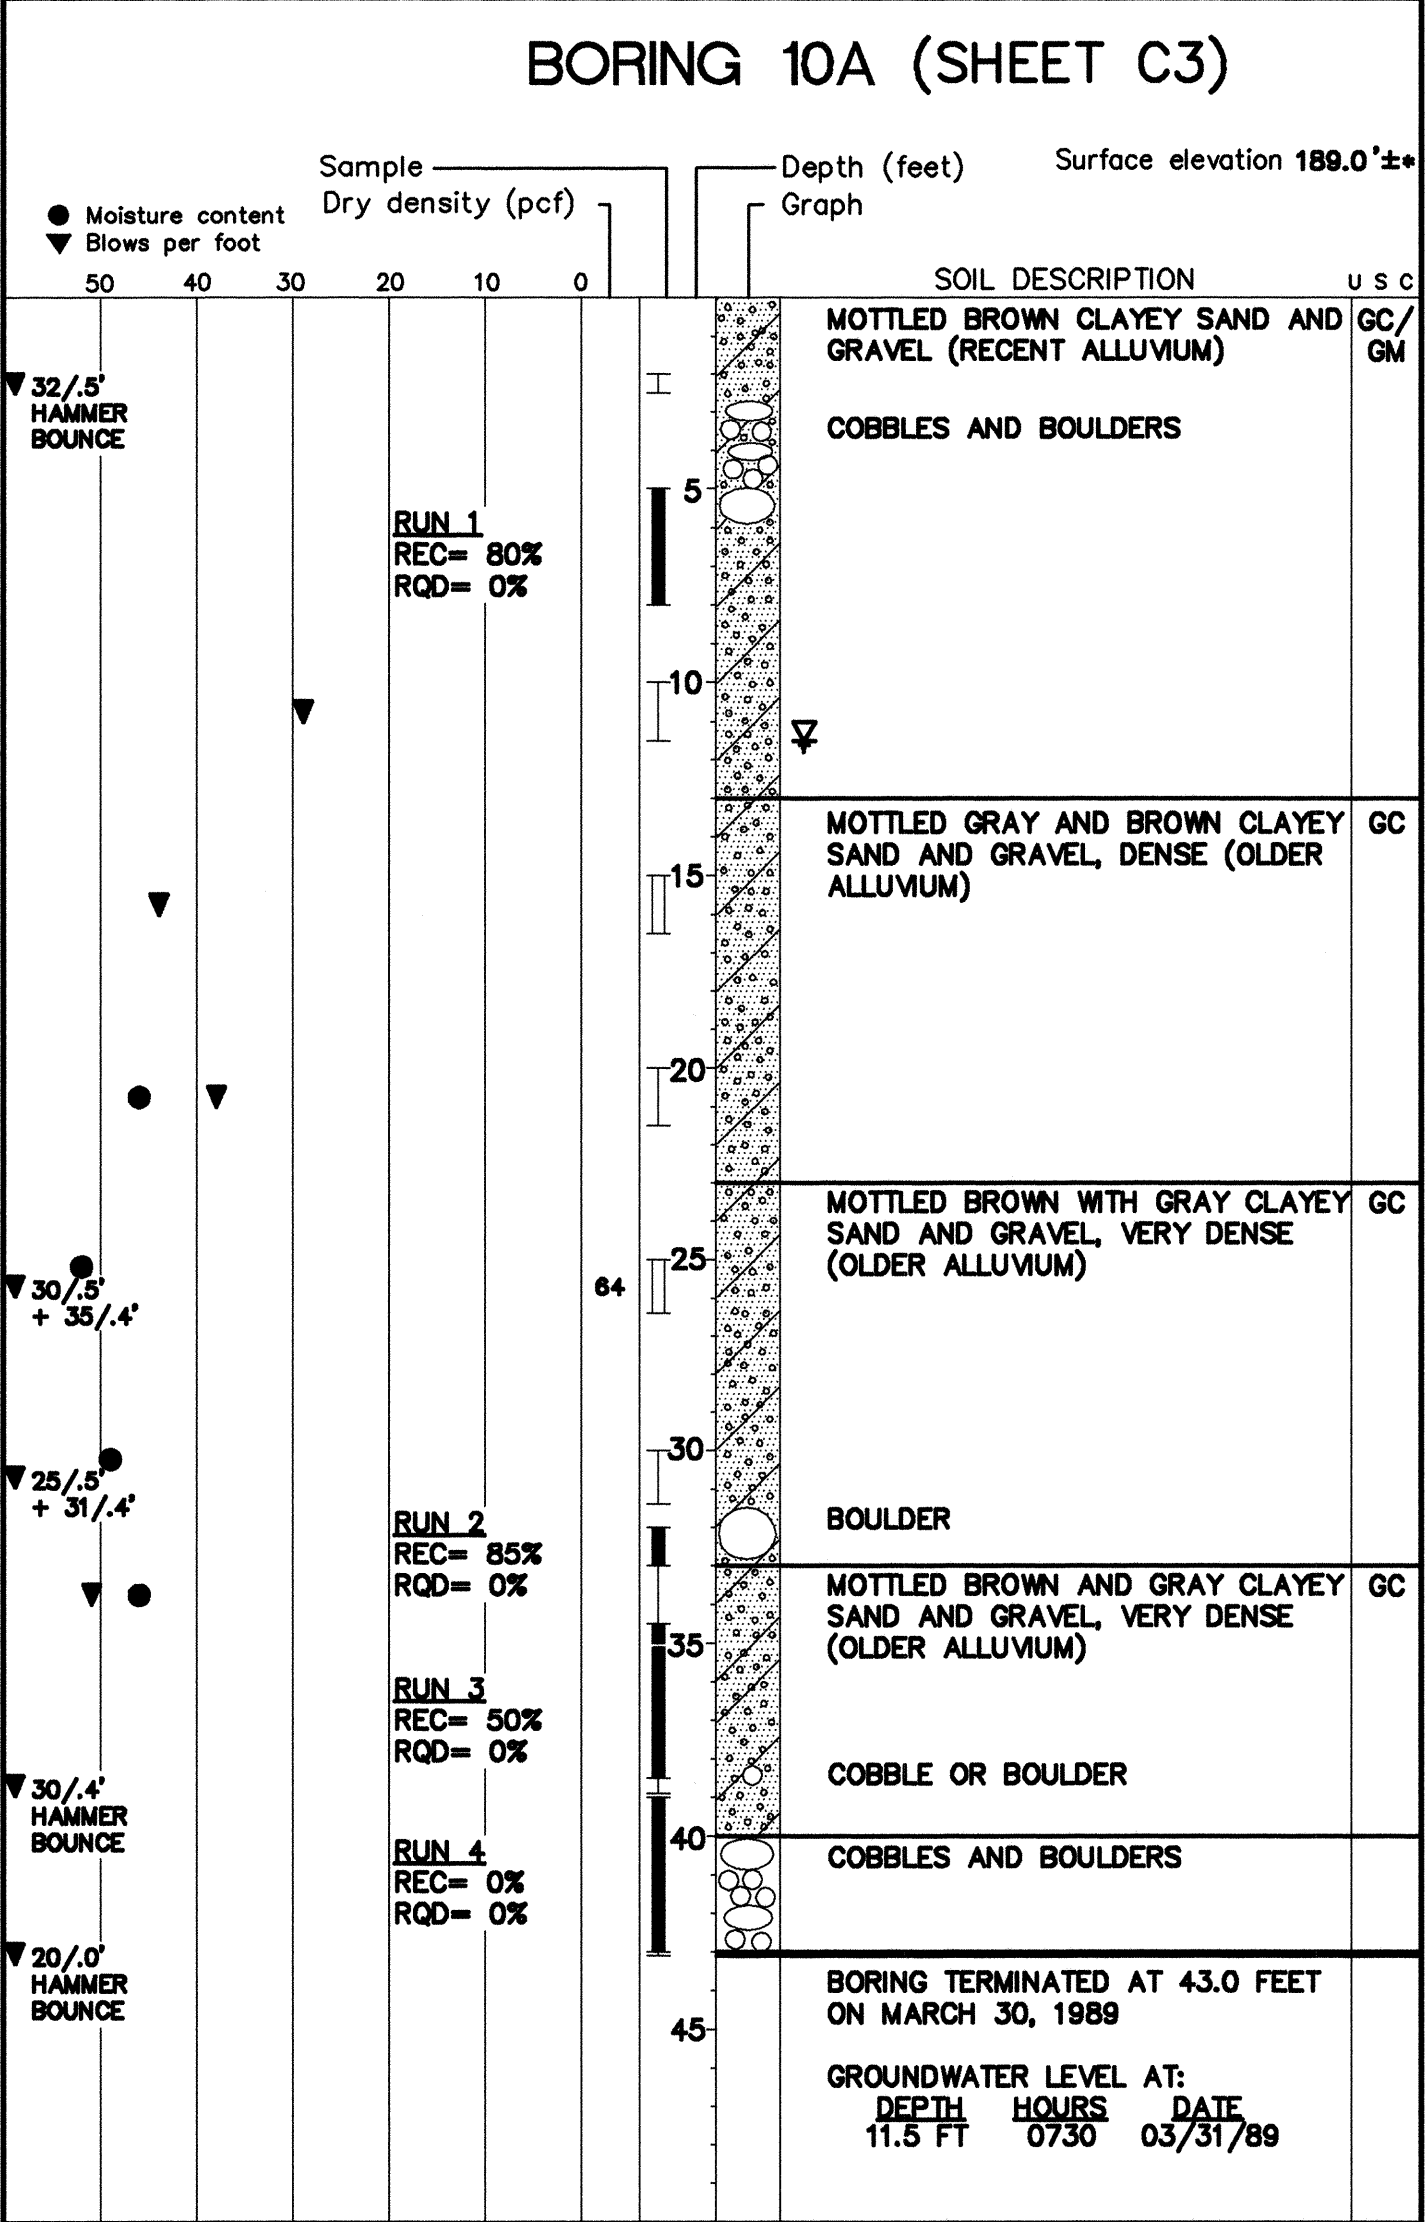 BORING 10A (SHEET C3)
Sample
Depth (feet)
Surface elevation 189.0'±*
Dry density (pcf)
Graph
Moisture content
Blows per foot
50 40 30 20 10 0
SOIL DESCRIPTION
U S C
MOTTLED BROWN CLAYEY SAND AND
GRAVEL (RECENT ALLUVIUM)
GC/
GM
32/.5'
HAMMER
BOUNCE
COBBLES AND BOULDERS
5
RUN 1
REC= 80%
RQD= 0%
10
MOTTLED GRAY AND BROWN CLAYEY
SAND AND GRAVEL, DENSE (OLDER
ALLUVIUM)
GC
15
20
MOTTLED BROWN WITH GRAY CLAYEY
SAND AND GRAVEL, VERY DENSE
(OLDER ALLUVIUM)
GC
25
30/.5'
+ 35/.4'
64
30
25/.5'
+ 31/.4'
BOULDER
RUN 2
REC= 85%
RQD= 0%
MOTTLED BROWN AND GRAY CLAYEY
SAND AND GRAVEL, VERY DENSE
(OLDER ALLUVIUM)
GC
35
RUN 3
REC= 50%
RQD= 0%
COBBLE OR BOULDER
30/.4'
HAMMER
BOUNCE
40
RUN 4
REC= 0%
RQD= 0%
COBBLES AND BOULDERS
20/.0'
HAMMER
BOUNCE
BORING TERMINATED AT 43.0 FEET
ON MARCH 30, 1989
45
GROUNDWATER LEVEL AT:
DEPTH HOURS DATE
11.5 FT 0730 03/31/89